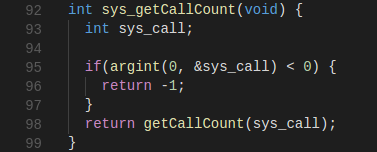 92 int sys_getCallCount(void) {
93   int sys_call;
94
95   if(argint(0, &sys_call) < 0) {
96     return -1;
97   }
98   return getCallCount(sys_call);
99 }